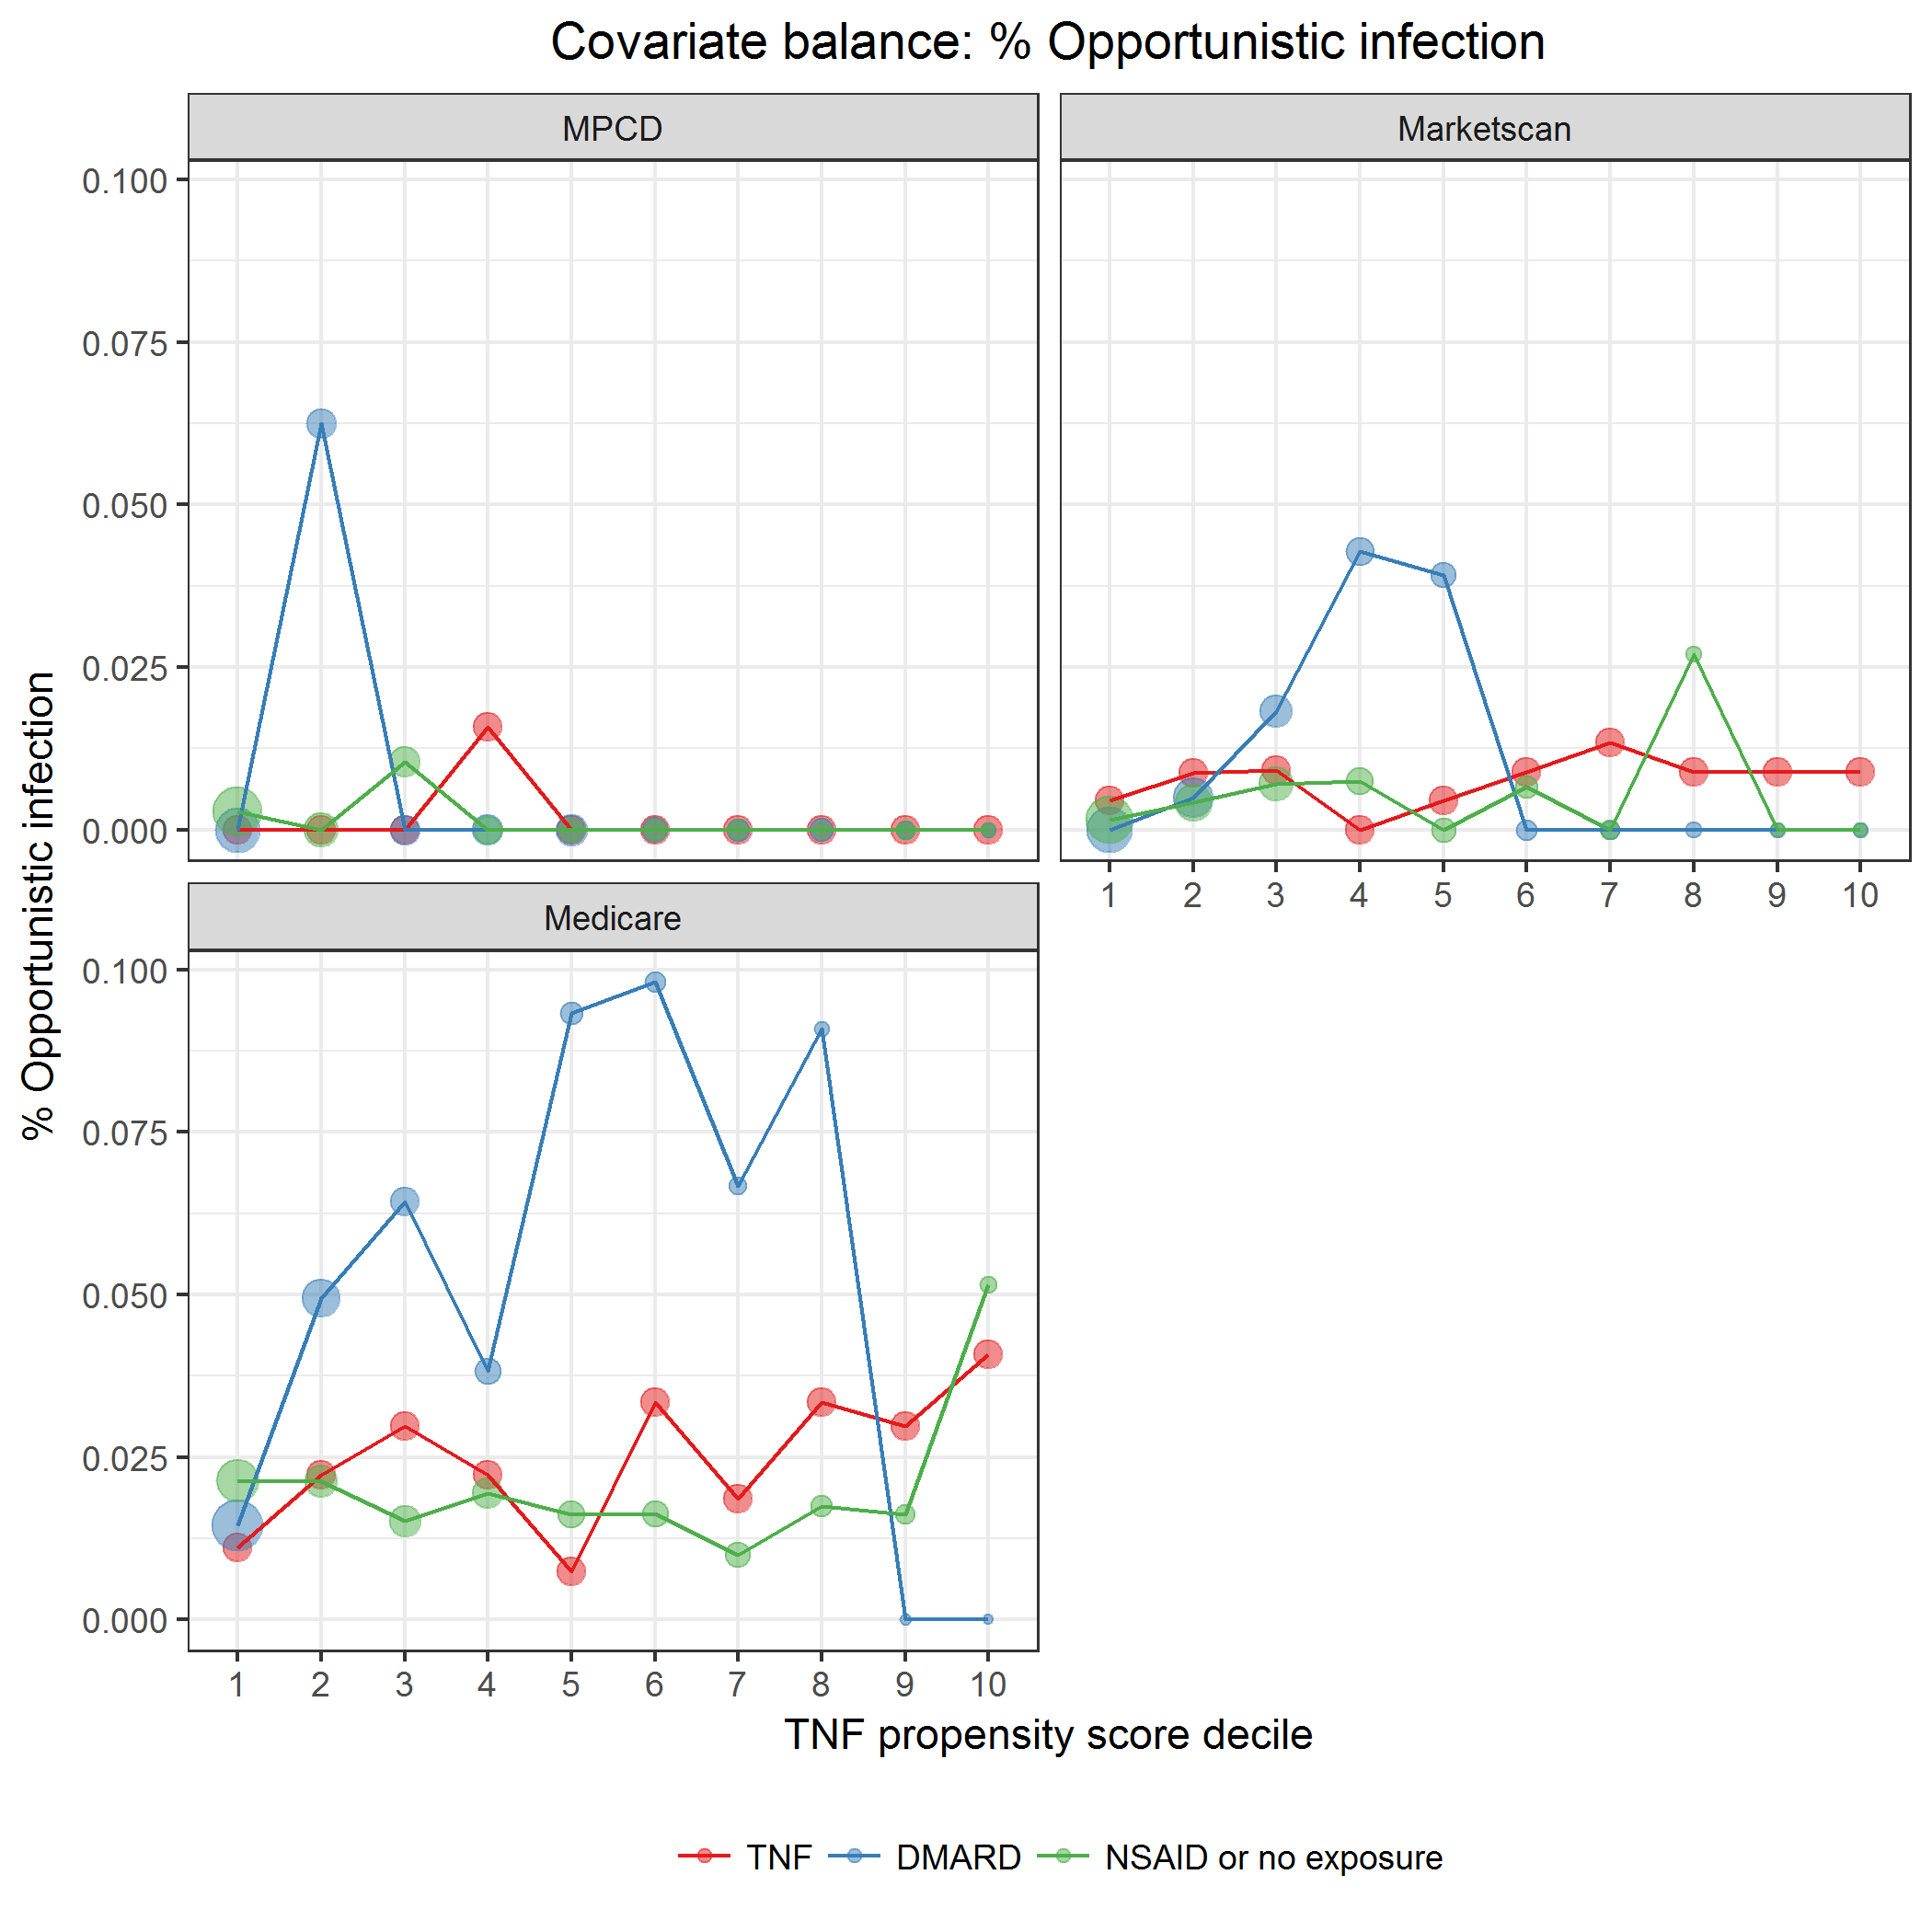 Covariate balance: % Opportunistic infection
MPCD
Marketscan
0.100
0.075
0.050
0.025
0.000
1 2 3 4 5 6 7 8 9 10
Medicare
0.100
0.075
0.050
0.025
0.000
1 2 3 4 5 6 7 8 9 10
% Opportunistic infection
TNF propensity score decile
TNF DMARD NSAID or no exposure